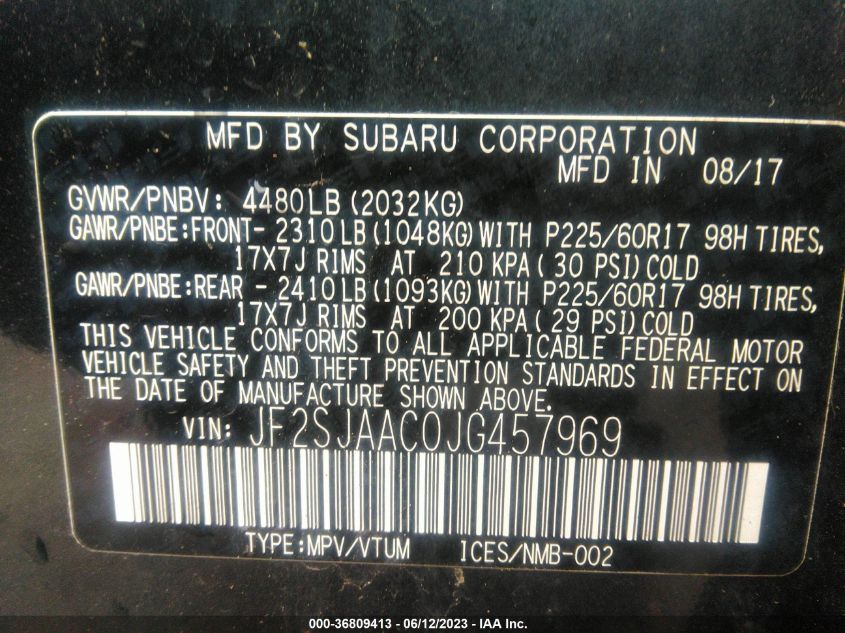 MFD BY SUBARU CORPORATION
MFD IN 08/17
GVWR/PNBV: 4480LB (2032KG)
GAWR/PNBE:FRONT- 2310 LB (1048KG) WITH P225/60R17 98H TIRES,
17X7J RIMS AT 210 KPA ( 30 PSI) COLD
GAWR/PNBE:REAR - 2410 LB (1093KG) WITH P225/60R17 98H TIRES,
17X7J RIMS AT 200 KPA ( 29 PSI) COLD
THIS VEHICLE CONFORMS TO ALL APPLICABLE FEDERAL MOTOR
VEHICLE SAFETY AND THEFT PREVENTION STANDARDS IN EFFECT ON
THE DATE OF MANUFACTURE SHOWN ABOVE.
VIN: JF2SJAAC0JG457969
TYPE:MPV/VTUM ICES/NMB-002
000-36809413 - 06/12/2023 - IAA Inc.